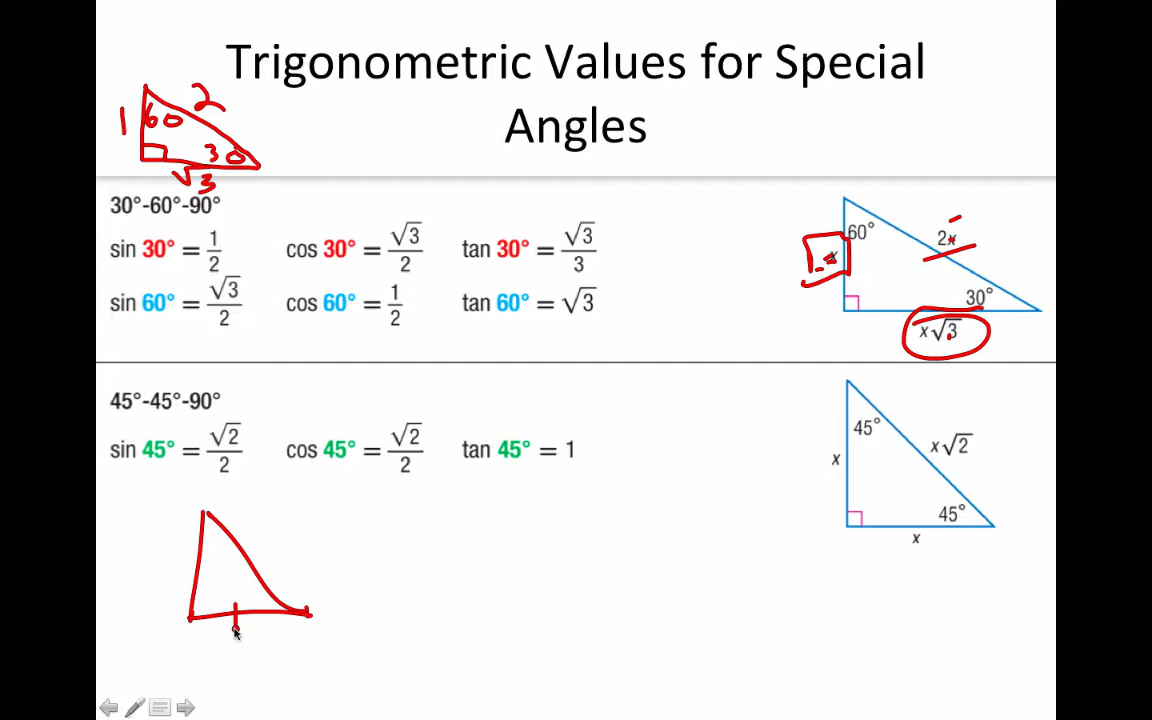 Trigonometric Values for Special
Angles
1 60 2
30
√3
30°-60°-90°
sin 30° = 1/2 cos 30° = √3/2 tan 30° = √3/3
sin 60° = √3/2 cos 60° = 1/2 tan 60° = √3
60° 2x
x
30°
x√3
45°-45°-90°
sin 45° = √2/2 cos 45° = √2/2 tan 45° = 1
45° x√2
x
45°
x